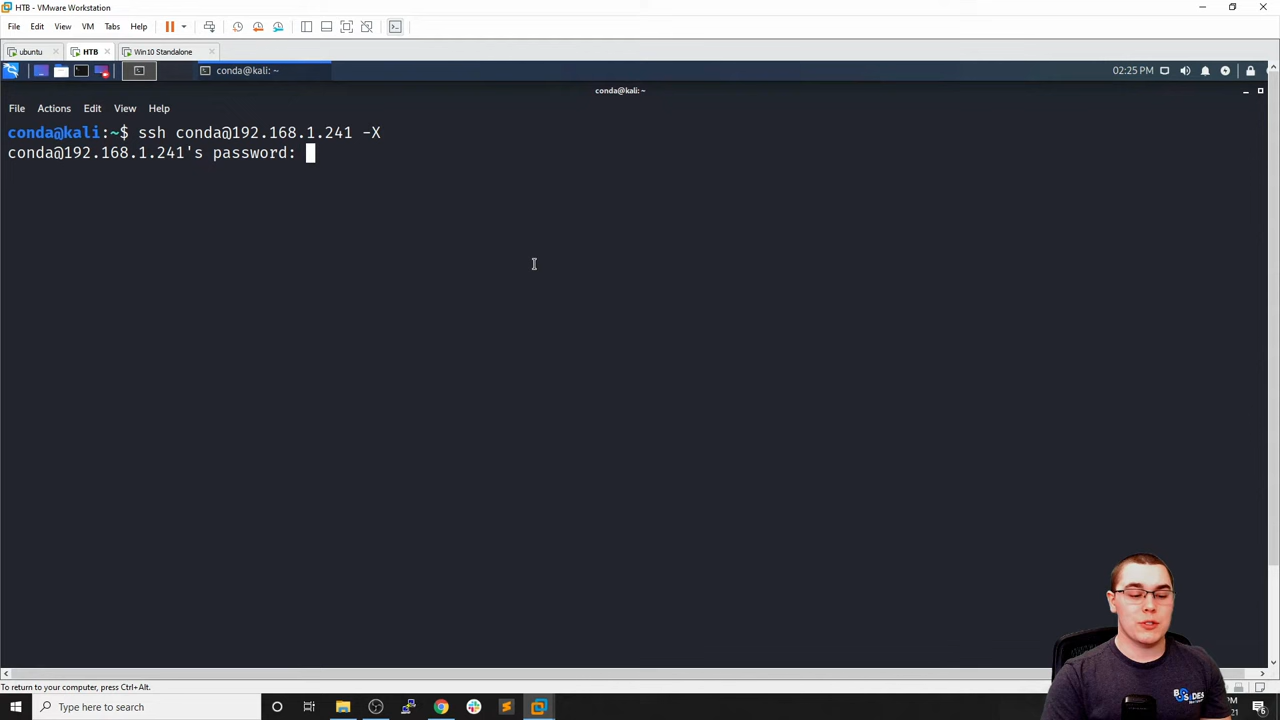 HTB - VMware Workstation
File Edit View VM Tabs Help
ubuntu HTB Win10 Standalone
conda@kali: ~ 02:25 PM
conda@kali:~
File Actions Edit View Help
conda@kali:~$ ssh conda@192.168.1.241 -X
conda@192.168.1.241's password:
To return to your computer, press Ctrl+Alt.
Type here to search